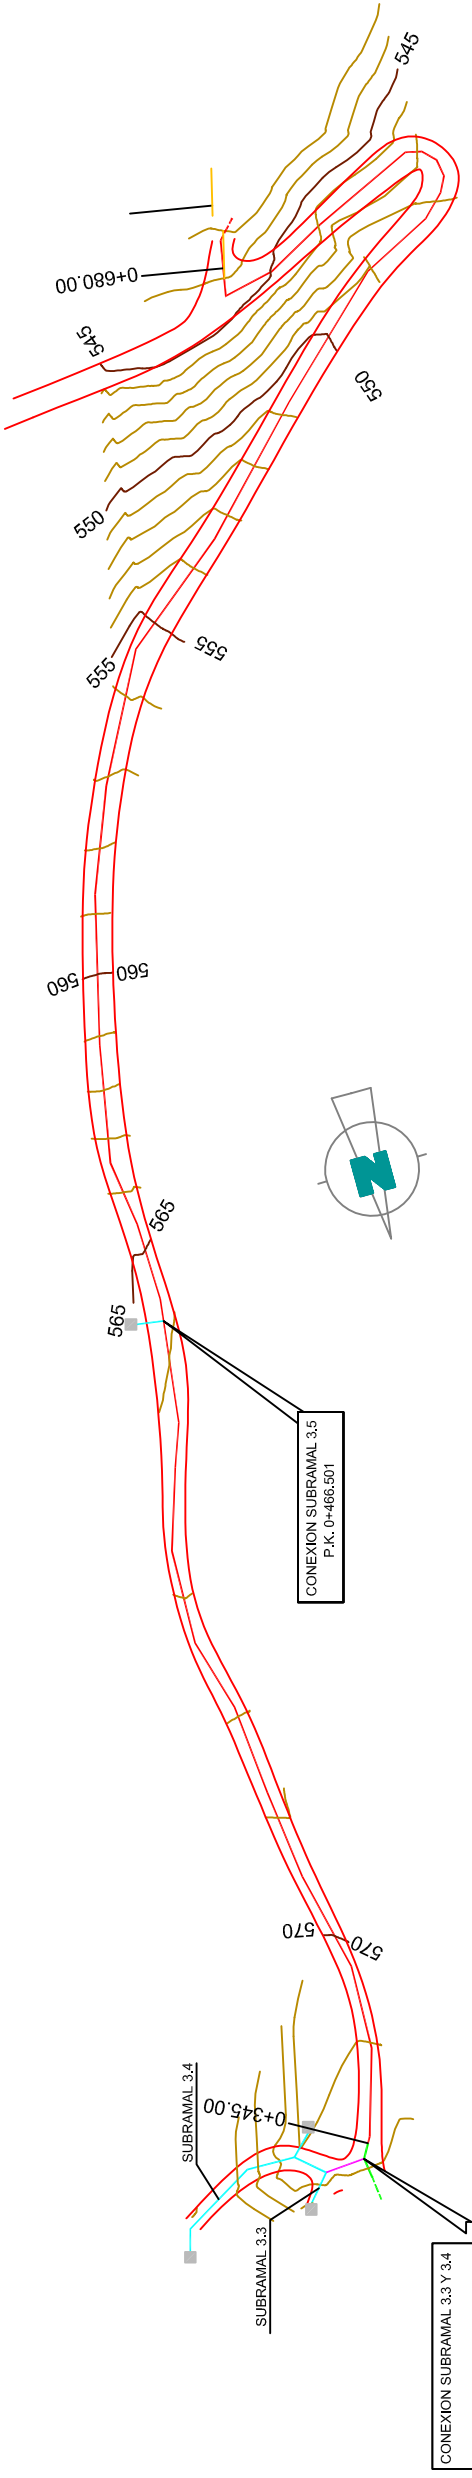 545
0+680.00
545
550
550
555
555
560
560
565
565
CONEXION SUBRAMAL 3.5
P.K. 0+466.501
N
570
570
SUBRAMAL 3.4
0+345.00
SUBRAMAL 3.3
CONEXION SUBRAMAL 3.3 Y 3.4